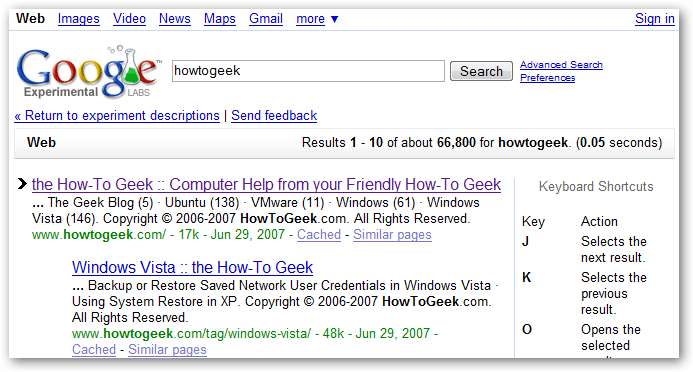 Web Images Video News Maps Gmail more ▼ Sign in
Google™
Experimental LABS
howtogeek Search Advanced Search
Preferences
« Return to experiment descriptions | Send feedback
Web Results 1 - 10 of about 66,800 for howtogeek. (0.05 seconds)
the How-To Geek :: Computer Help from your Friendly How-To Geek
... The Geek Blog (5) · Ubuntu (138) · VMware (11) · Windows (61) · Windows
Vista (146). Copyright © 2006-2007 HowToGeek.com. All Rights Reserved.
www.howtogeek.com/ - 17k - Jun 29, 2007 - Cached - Similar pages
Windows Vista :: the How-To Geek
... Backup or Restore Saved Network User Credentials in Windows Vista ·
Using System Restore in XP. Copyright © 2006-2007 HowToGeek.com.
All Rights Reserved.
www.howtogeek.com/tag/windows-vista/ - 48k - Jun 29, 2007 -
Cached - Similar pages
Keyboard Shortcuts
Key Action
J Selects the
next result.
K Selects the
previous
result.
O Opens the
selected